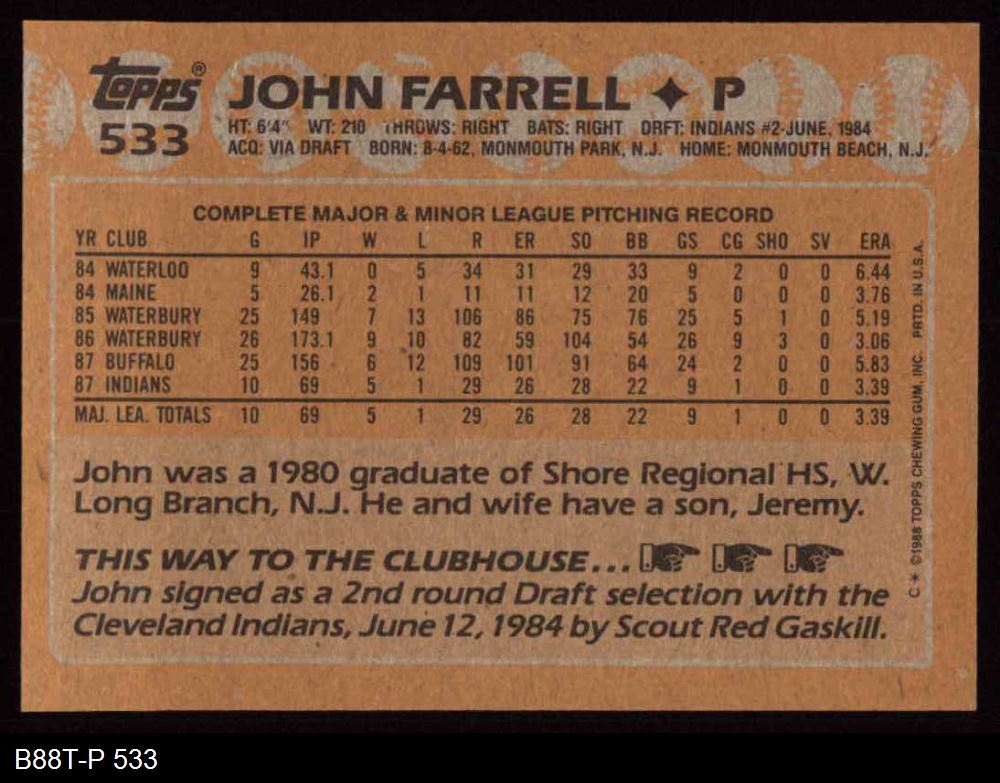 Topps®
533
JOHN FARRELL ✦ P
HT: 6'4" WT: 210 THROWS: RIGHT BATS: RIGHT DRFT: INDIANS #2-JUNE, 1984
ACQ: VIA DRAFT BORN: 8-4-62, MONMOUTH PARK, N.J. HOME: MONMOUTH BEACH, N.J.
COMPLETE MAJOR & MINOR LEAGUE PITCHING RECORD
YR CLUB G IP W L R ER SO BB GS CG SHO SV ERA
84 WATERLOO 9 43.1 0 5 34 31 29 33 9 2 0 0 6.44
84 MAINE 5 26.1 2 1 11 11 12 20 5 0 0 0 3.76
85 WATERBURY 25 149 7 13 106 86 75 76 25 5 1 0 5.19
86 WATERBURY 26 173.1 9 10 82 59 104 54 26 9 3 0 3.06
87 BUFFALO 25 156 6 12 109 101 91 64 24 2 0 0 5.83
87 INDIANS 10 69 5 1 29 26 28 22 9 1 0 0 3.39
MAJ. LEA. TOTALS 10 69 5 1 29 26 28 22 9 1 0 0 3.39
John was a 1980 graduate of Shore Regional HS, W.
Long Branch, N.J. He and wife have a son, Jeremy.
THIS WAY TO THE CLUBHOUSE...
John signed as a 2nd round Draft selection with the
Cleveland Indians, June 12, 1984 by Scout Red Gaskill.
C* ©1988 TOPPS CHEWING GUM, INC. PRTD. IN U.S.A.
B88T-P 533